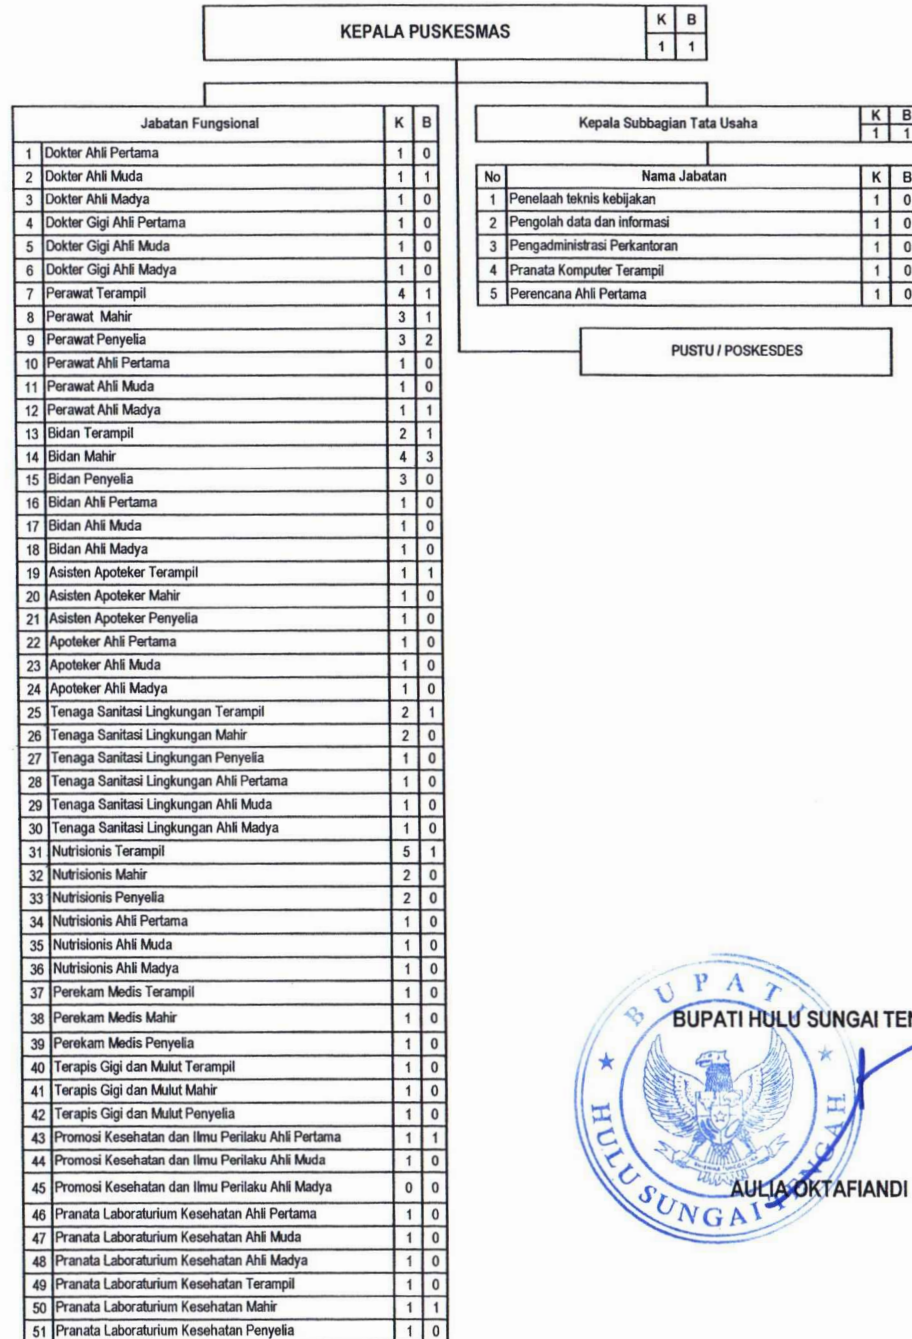 KEPALA PUSKESMAS K B
1 1
Jabatan Fungsional K B
1 Dokter Ahli Pertama 1 0
2 Dokter Ahli Muda 1 1
3 Dokter Ahli Madya 1 0
4 Dokter Gigi Ahli Pertama 1 0
5 Dokter Gigi Ahli Muda 1 0
6 Dokter Gigi Ahli Madya 1 0
7 Perawat Terampil 4 1
8 Perawat Mahir 3 1
9 Perawat Penyelia 3 2
10 Perawat Ahli Pertama 1 0
11 Perawat Ahli Muda 1 0
12 Perawat Ahli Madya 1 1
13 Bidan Terampil 2 1
14 Bidan Mahir 4 3
15 Bidan Penyelia 3 0
16 Bidan Ahli Pertama 1 0
17 Bidan Ahli Muda 1 0
18 Bidan Ahli Madya 1 0
19 Asisten Apoteker Terampil 1 1
20 Asisten Apoteker Mahir 1 0
21 Asisten Apoteker Penyelia 1 0
22 Apoteker Ahli Pertama 1 0
23 Apoteker Ahli Muda 1 0
24 Apoteker Ahli Madya 1 0
25 Tenaga Sanitasi Lingkungan Terampil 2 1
26 Tenaga Sanitasi Lingkungan Mahir 2 0
27 Tenaga Sanitasi Lingkungan Penyelia 1 0
28 Tenaga Sanitasi Lingkungan Ahli Pertama 1 0
29 Tenaga Sanitasi Lingkungan Ahli Muda 1 0
30 Tenaga Sanitasi Lingkungan Ahli Madya 1 0
31 Nutrisionis Terampil 5 1
32 Nutrisionis Mahir 2 0
33 Nutrisionis Penyelia 2 0
34 Nutrisionis Ahli Pertama 1 0
35 Nutrisionis Ahli Muda 1 0
36 Nutrisionis Ahli Madya 1 0
37 Perekam Medis Terampil 1 0
38 Perekam Medis Mahir 1 0
39 Perekam Medis Penyelia 1 0
40 Terapis Gigi dan Mulut Terampil 1 0
41 Terapis Gigi dan Mulut Mahir 1 0
42 Terapis Gigi dan Mulut Penyelia 1 0
43 Promosi Kesehatan dan Ilmu Perilaku Ahli Pertama 1 1
44 Promosi Kesehatan dan Ilmu Perilaku Ahli Muda 1 0
45 Promosi Kesehatan dan Ilmu Perilaku Ahli Madya 0 0
46 Pranata Laboraturium Kesehatan Ahli Pertama 1 0
47 Pranata Laboraturium Kesehatan Ahli Muda 1 0
48 Pranata Laboraturium Kesehatan Ahli Madya 1 0
49 Pranata Laboraturium Kesehatan Terampil 1 0
50 Pranata Laboraturium Kesehatan Mahir 1 1
51 Pranata Laboraturium Kesehatan Penyelia 1 0
Kepala Subbagian Tata Usaha K B
1 1
No Nama Jabatan K B
1 Penelaah teknis kebijakan 1 0
2 Pengolah data dan informasi 1 0
3 Pengadministrasi Perkantoran 1 0
4 Pranata Komputer Terampil 1 0
5 Perencana Ahli Pertama 1 0
PUSTU / POSKESDES
BUPATI HULU SUNGAI TEN
BUPATI
HULU SUNGAI TENGAH
AULIA OKTAFIANDI